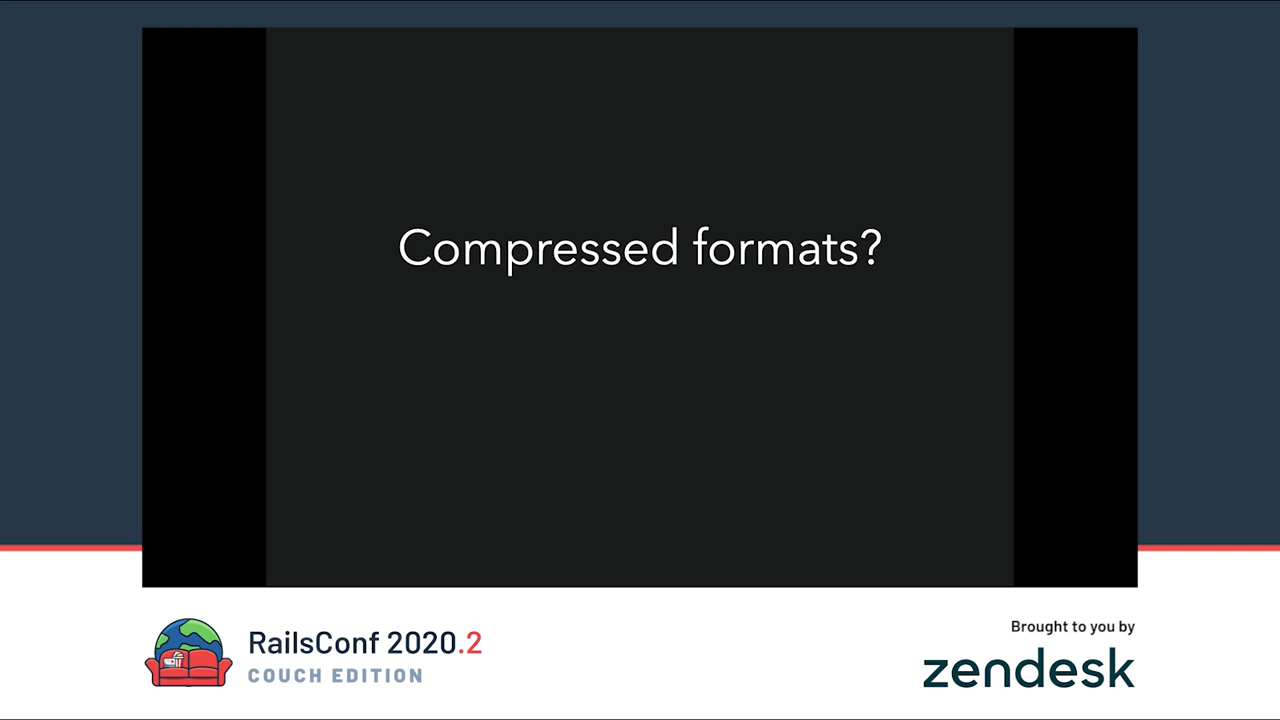 Compressed formats?
RailsConf 2020.2
COUCH EDITION
Brought to you by
zendesk